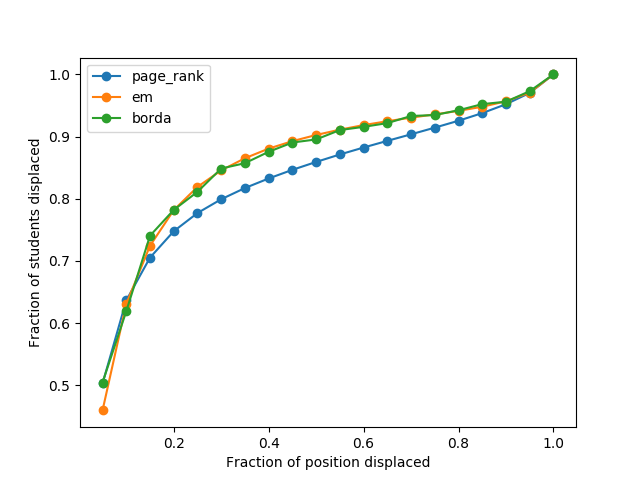 page_rank
em
borda
1.0
0.9
0.8
0.7
0.6
0.5
Fraction of students displaced
0.2 0.4 0.6 0.8 1.0
Fraction of position displaced